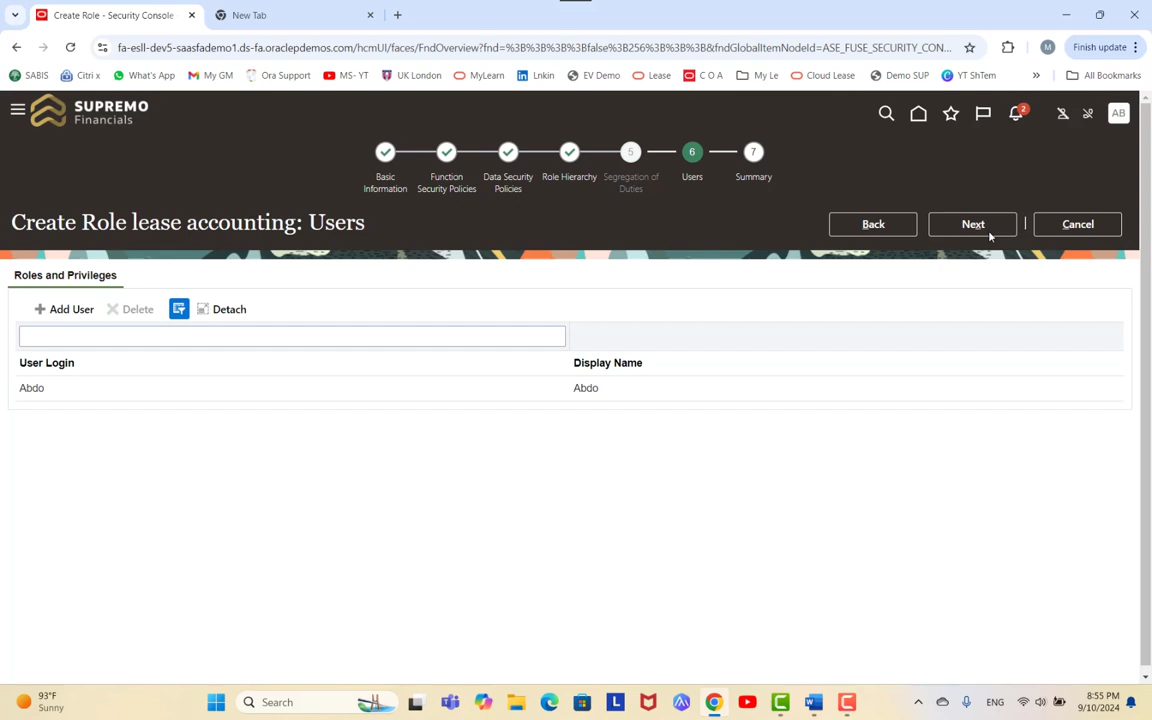 Create Role - Security Console
New Tab
fa-esll-dev5-saasfademo1.ds-fa.oraclepdemos.com/hcmUI/faces/FndOverview?fnd=%3B%3B%3B%3Bfalse%3B256%3B%3B%3B&fndGlobalItemNodeId=ASE_FUSE_SECURITY_CON...
M
Finish update
SABIS
Citri x
What's App
My GM
Ora Support
MS- YT
UK London
MyLearn
Lnkin
EV Demo
Lease
C O A
My Le
Cloud Lease
Demo SUP
YT ShTem
All Bookmarks
SUPREMO
Financials
2
AB
5
6
7
Basic
Information
Function
Security Policies
Data Security
Policies
Role Hierarchy
Segregation of
Duties
Users
Summary
Create Role lease accounting: Users
Back
Next
Cancel
Roles and Privileges
Add User
Delete
Detach
User Login
Display Name
Abdo
Abdo
93°F
Sunny
Search
ENG
8:55 PM
9/10/2024